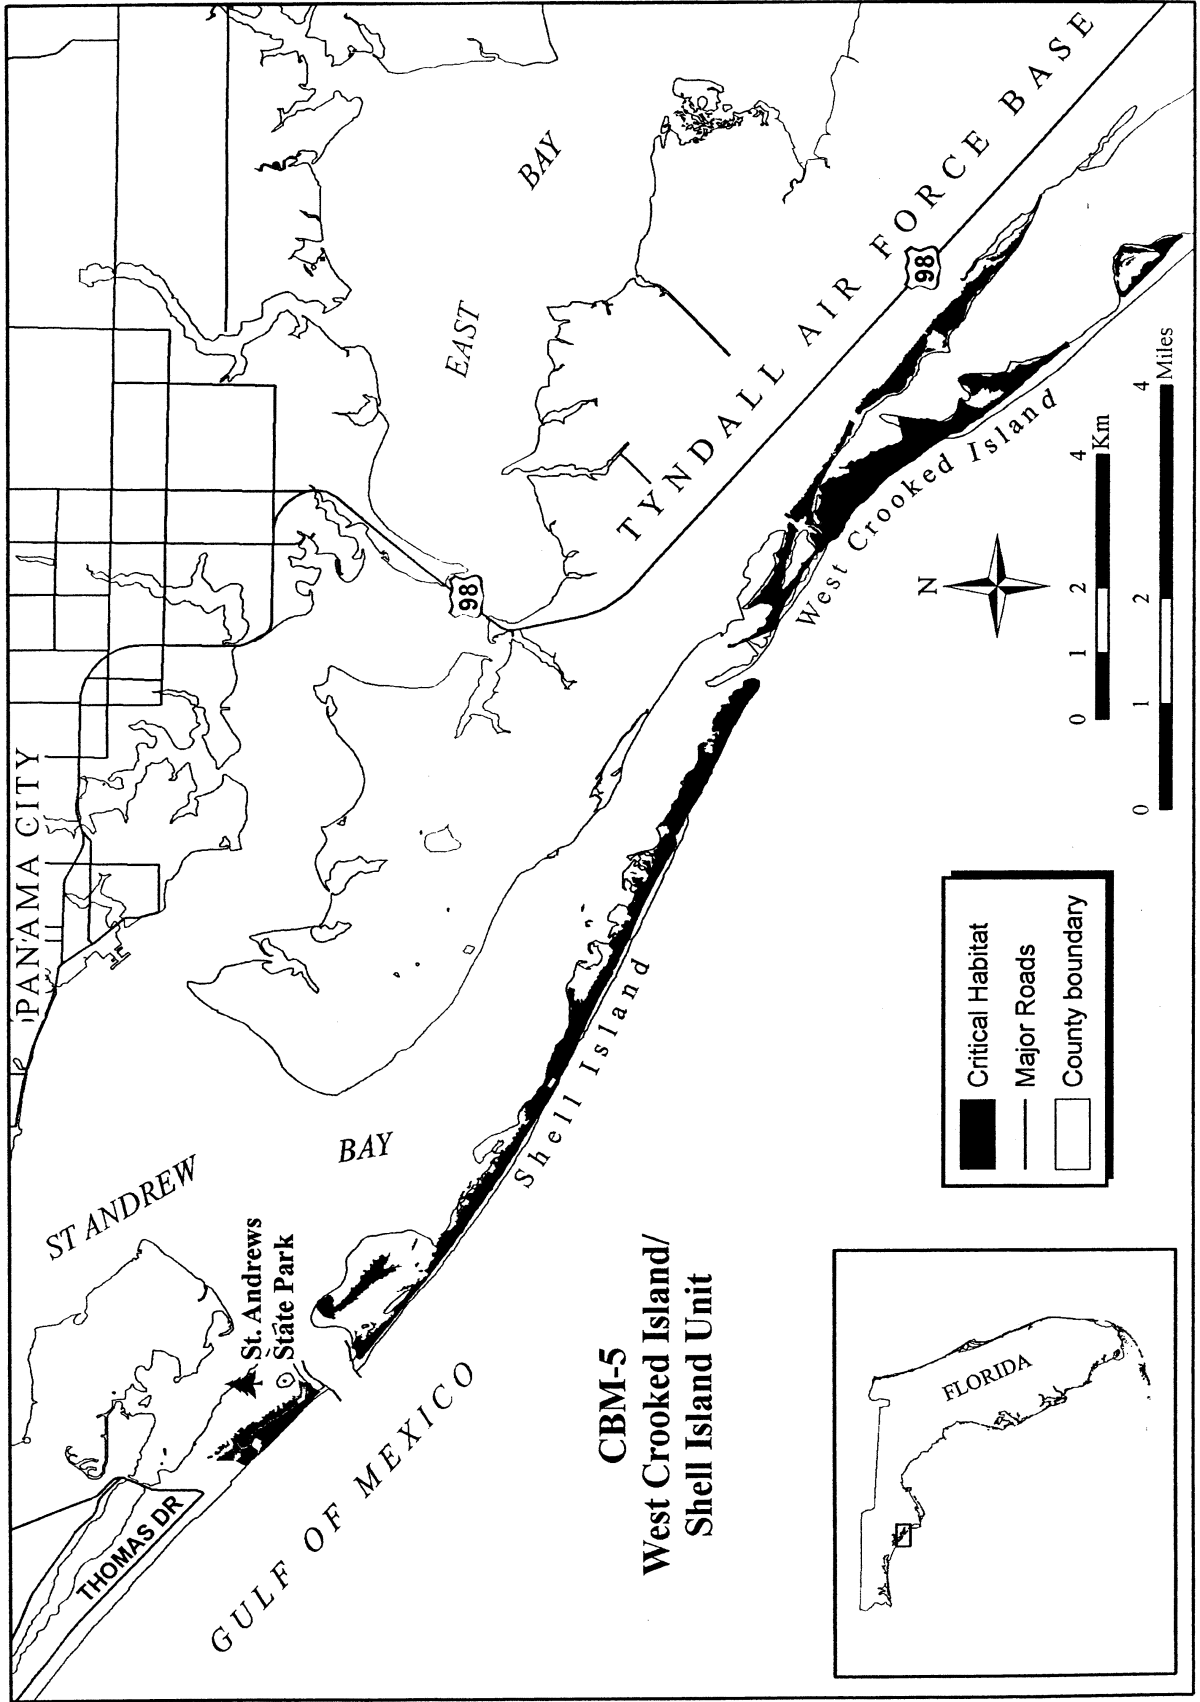 PANAMA CITY
ST ANDREW
BAY
EAST
BAY
98
98
TYNDALL AIR FORCE BASE
St. Andrews
State Park
THOMAS DR
GULF OF MEXICO
Shell Island
West Crooked Island
CBM-5
West Crooked Island/
Shell Island Unit
FLORIDA
Critical Habitat
Major Roads
County boundary
N
0 1 2 4
Km
0 1 2 4
Miles